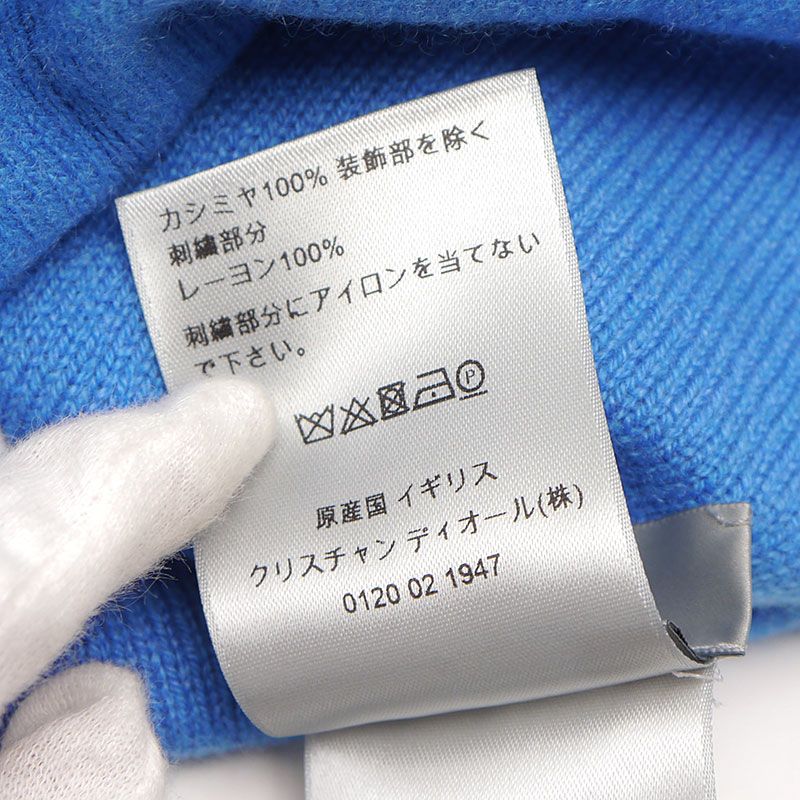 カシミヤ100% 装飾部を除く
刺繍部分
レーヨン100%
刺繍部分にアイロンを当てない
で下さい。
P
原産国 イギリス
クリスチャン ディオール(株)
0120 02 1947